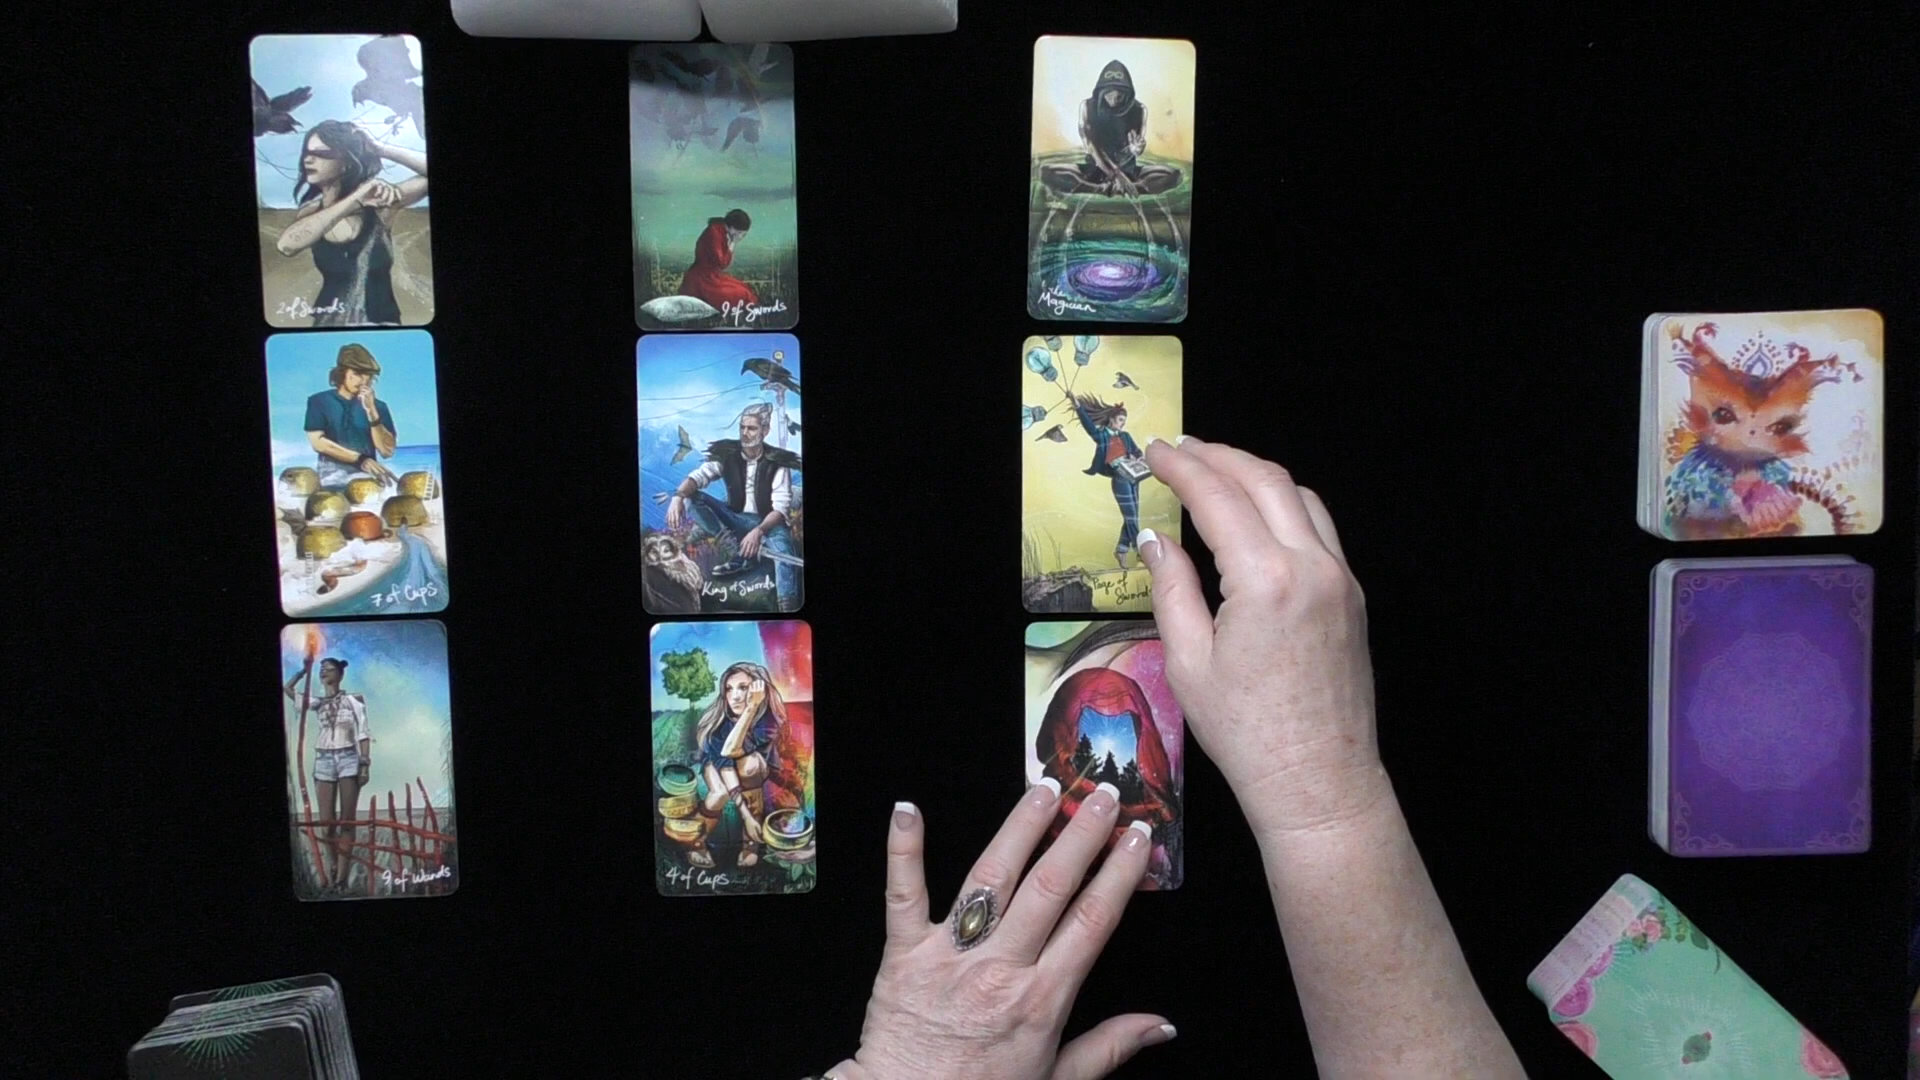 2 of Swords
9 of Swords
the
Magician
7 of Cups
King of Swords
Page of
Swords
9 of Wands
4 of Cups